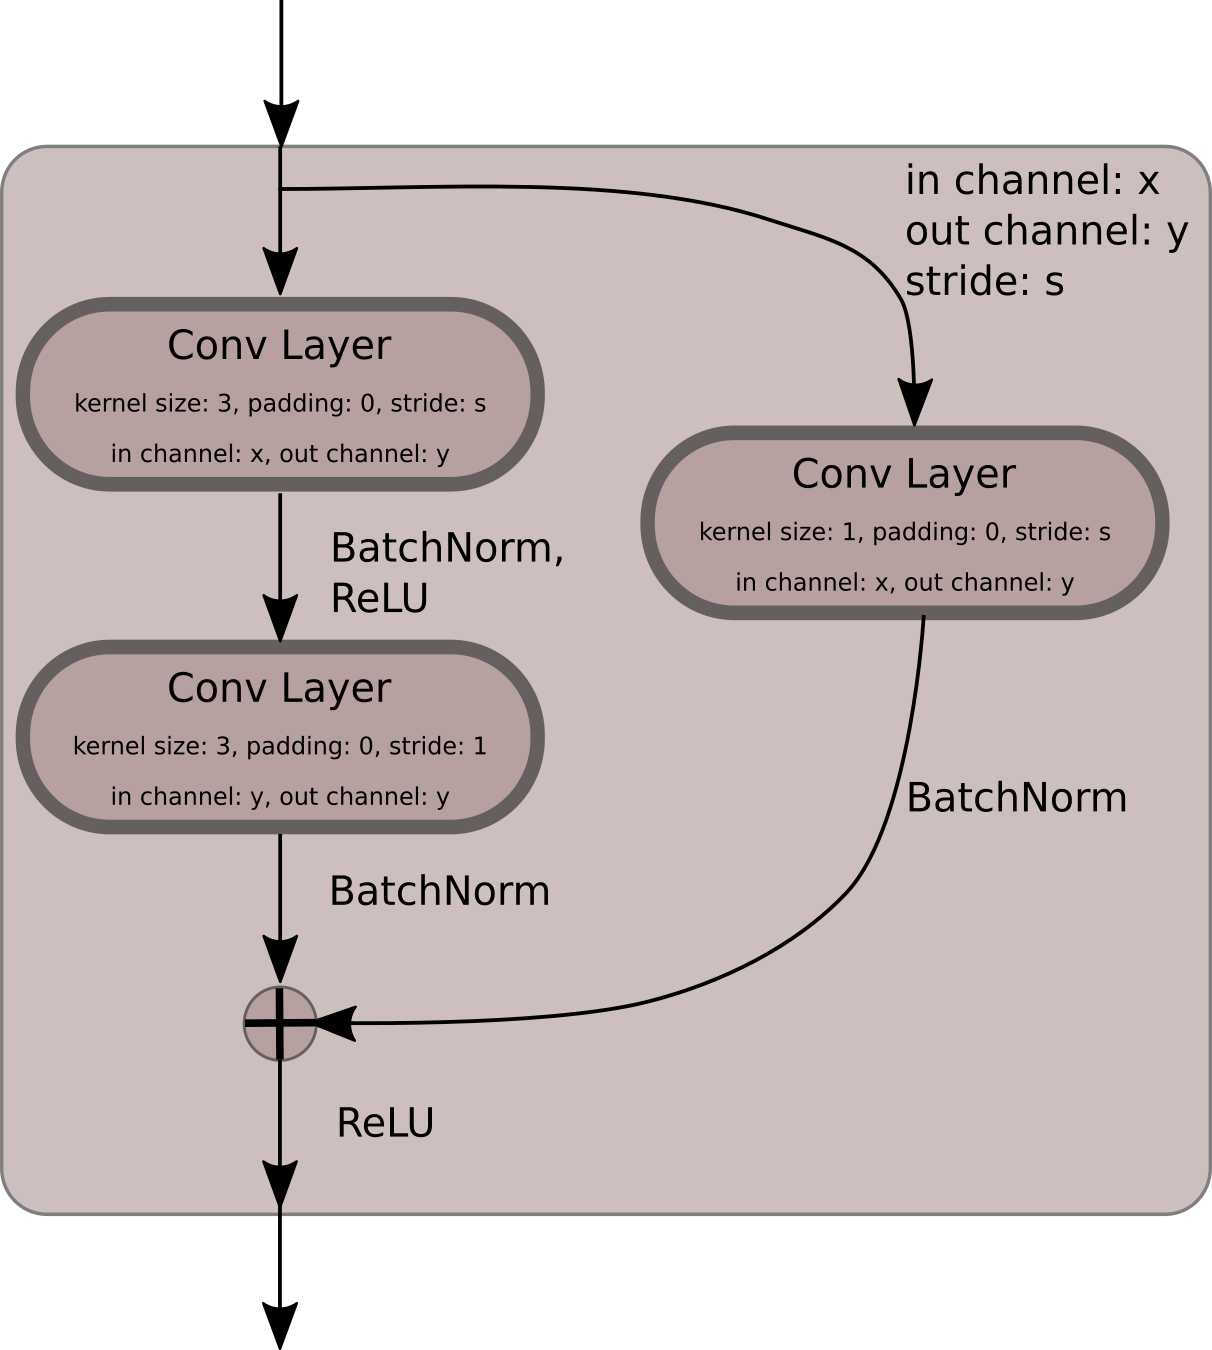 in channel: x
out channel: y
stride: s
Conv Layer
kernel size: 3, padding: 0, stride: s
in channel: x, out channel: y
Conv Layer
kernel size: 1, padding: 0, stride: s
in channel: x, out channel: y
BatchNorm,
ReLU
Conv Layer
kernel size: 3, padding: 0, stride: 1
in channel: y, out channel: y
BatchNorm
BatchNorm
ReLU